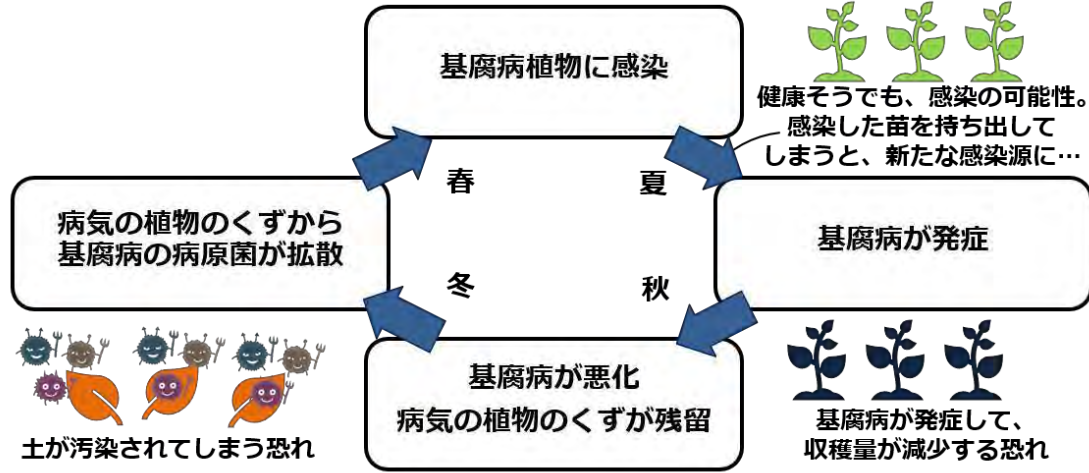 基腐病植物に感染
健康そうでも、感染の可能性。
感染した苗を持ち出して
しまうと、新たな感染源に…
春
夏
病気の植物のくずから
基腐病の病原菌が拡散
基腐病が発症
冬
秋
基腐病が悪化
病気の植物のくずが残留
土が汚染されてしまう恐れ
基腐病が発症して、
収穫量が減少する恐れ